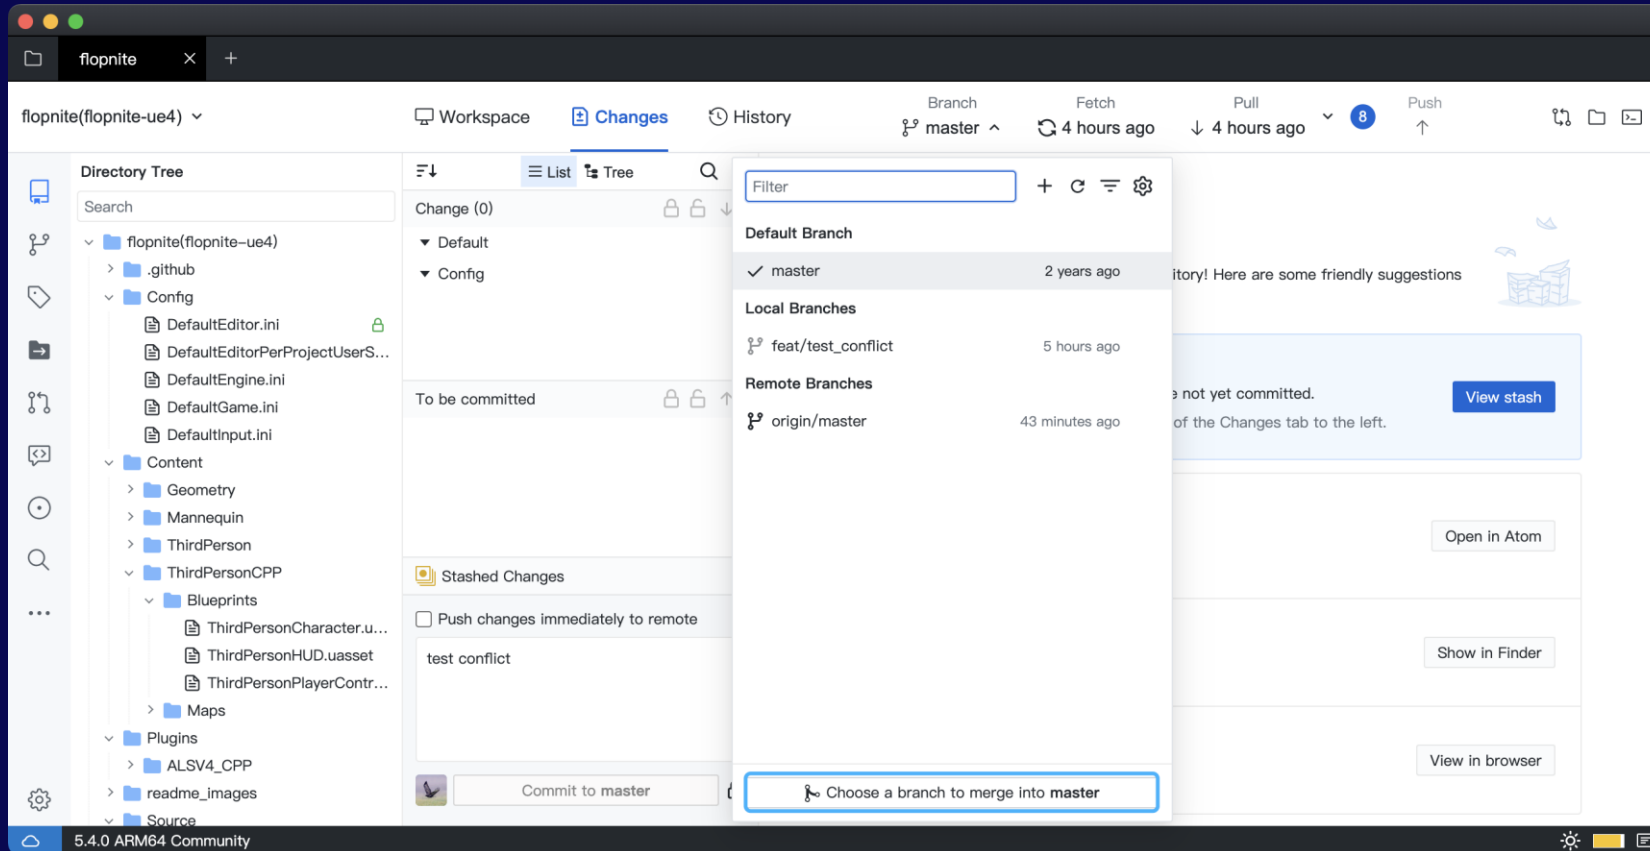 flopnite
flopnite(flopnite-ue4)
Workspace
Changes
History
Branch
master
Fetch
4 hours ago
Pull
4 hours ago
8
Push
Directory Tree
Search
flopnite(flopnite-ue4)
.github
Config
DefaultEditor.ini
DefaultEditorPerProjectUserS...
DefaultEngine.ini
DefaultGame.ini
DefaultInput.ini
Content
Geometry
Mannequin
ThirdPerson
ThirdPersonCPP
Blueprints
ThirdPersonCharacter.u...
ThirdPersonHUD.uasset
ThirdPersonPlayerContr...
Maps
Plugins
ALSV4_CPP
readme_images
Source
List
Tree
Change (0)
Default
Config
To be committed
Stashed Changes
Push changes immediately to remote
test conflict
Commit to master
Filter
Default Branch
master 2 years ago
Local Branches
feat/test_conflict 5 hours ago
Remote Branches
origin/master 43 minutes ago
Choose a branch to merge into master
itory! Here are some friendly suggestions
not yet committed.
of the Changes tab to the left.
View stash
Open in Atom
Show in Finder
View in browser
5.4.0 ARM64 Community